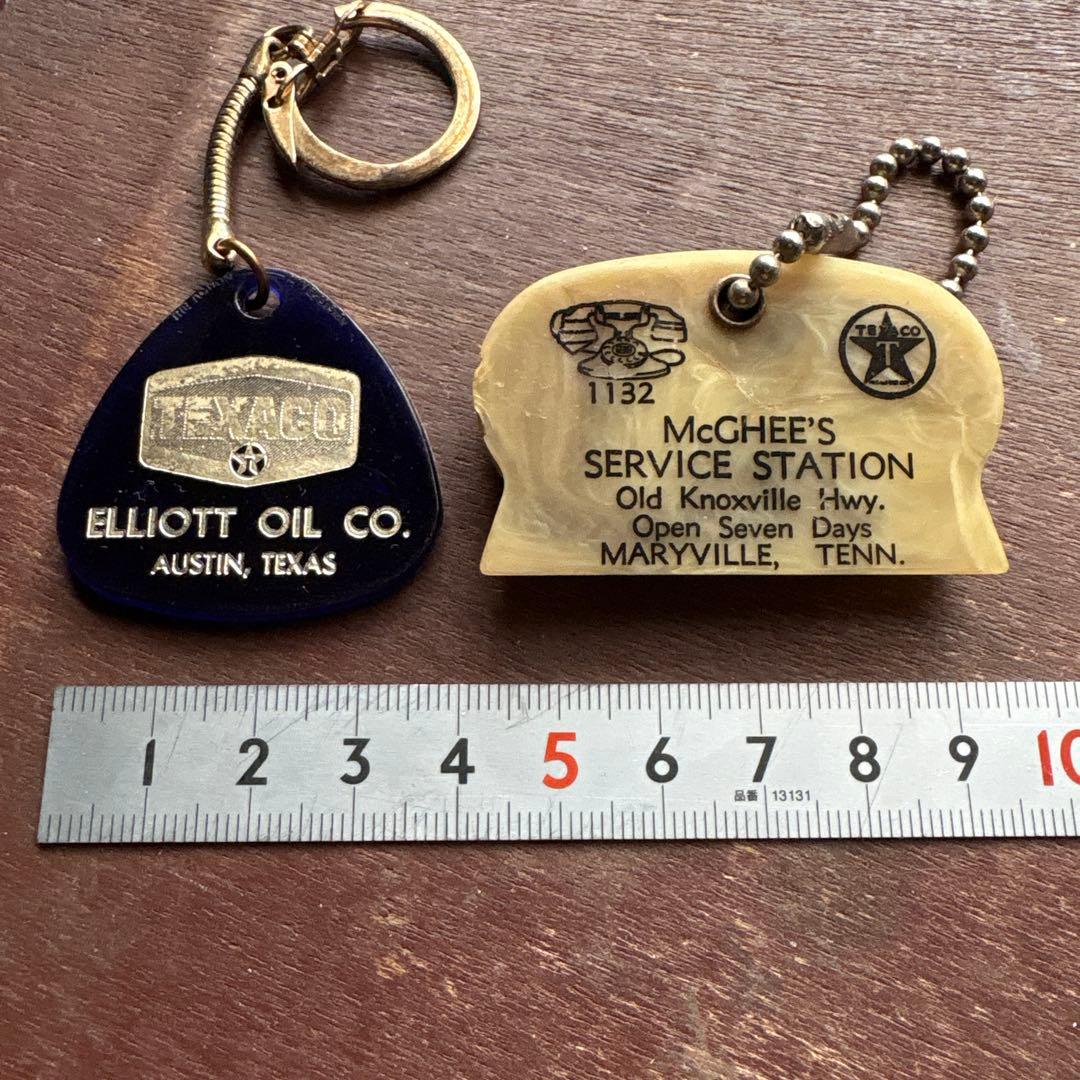 TEXACO
T
ELLIOTT OIL CO.
AUSTIN, TEXAS
1132
TEXACO
T
McGHEE'S
SERVICE STATION
Old Knoxville Hwy.
Open Seven Days
MARYVILLE, TENN.
1 2 3 4 5 6 7 8 9 10
品番 13131